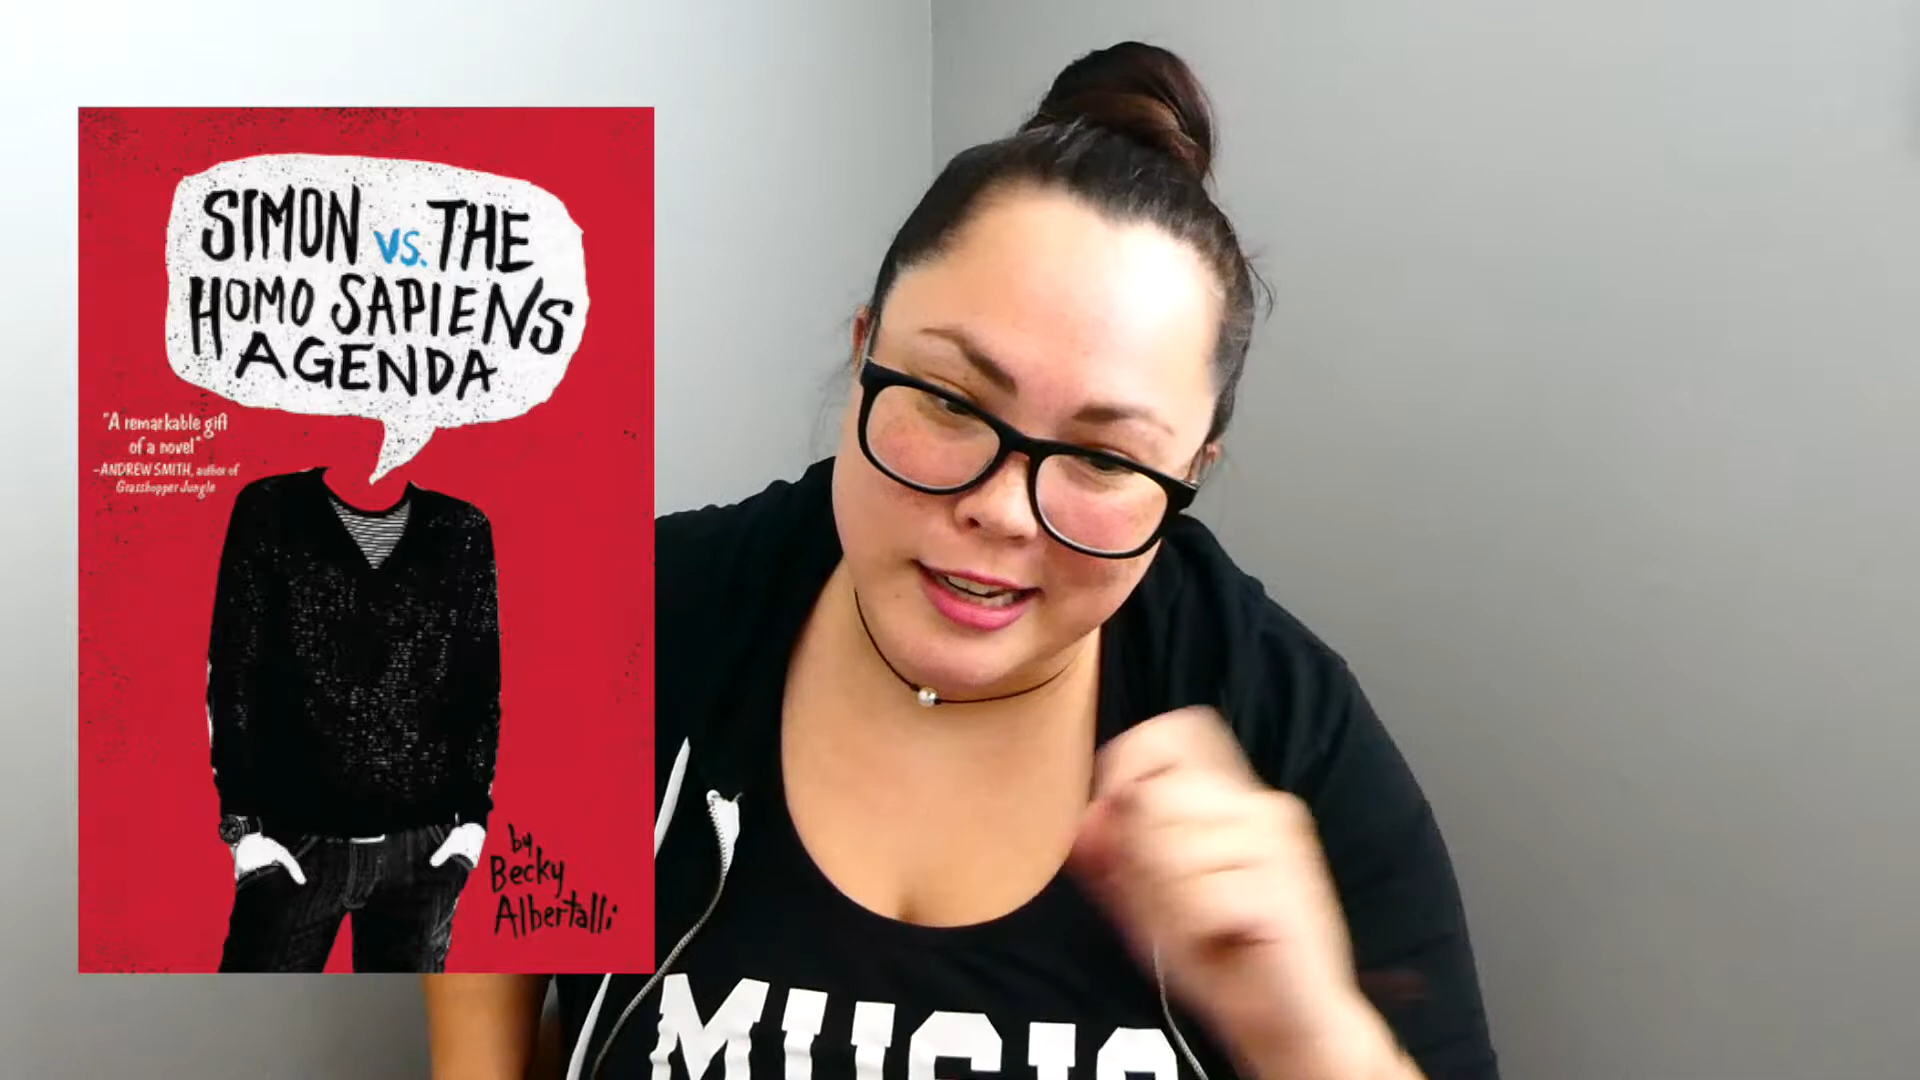 SIMON VS. THE
HOMO SAPIENS
AGENDA
"A remarkable gift
of a novel"
–ANDREW SMITH, author of
Grasshopper Jungle
by
Becky
Albertalli
MUSIC